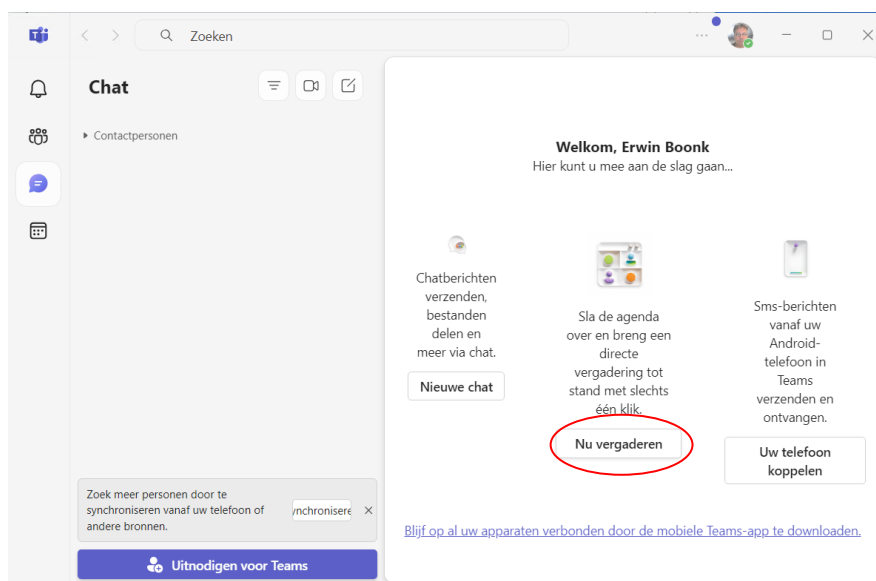 Zoeken
Chat
Contactpersonen
Welkom, Erwin Boonk
Hier kunt u mee aan de slag gaan...
Chatberichten
verzenden,
bestanden
delen en
meer via chat.
Nieuwe chat
Sla de agenda
over en breng een
directe
vergadering tot
stand met slechts
één klik.
Nu vergaderen
Sms-berichten
vanaf uw
Android-
telefoon in
Teams
verzenden en
ontvangen.
Uw telefoon
koppelen
Zoek meer personen door te
synchroniseren vanaf uw telefoon of
andere bronnen.
ynchronisere
Blijf op al uw apparaten verbonden door de mobiele Teams-app te downloaden.
Uitnodigen voor Teams